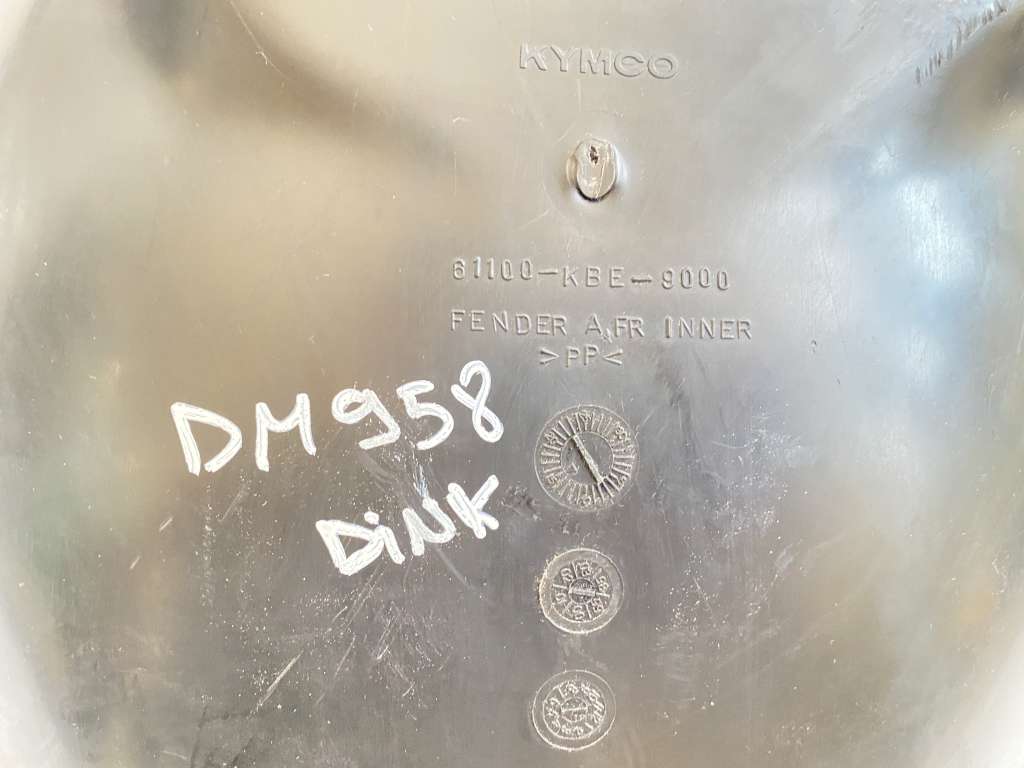 KYMCO
61100-KBE-9000
FENDER A,FR INNER
>PP<
DM958
DiNK